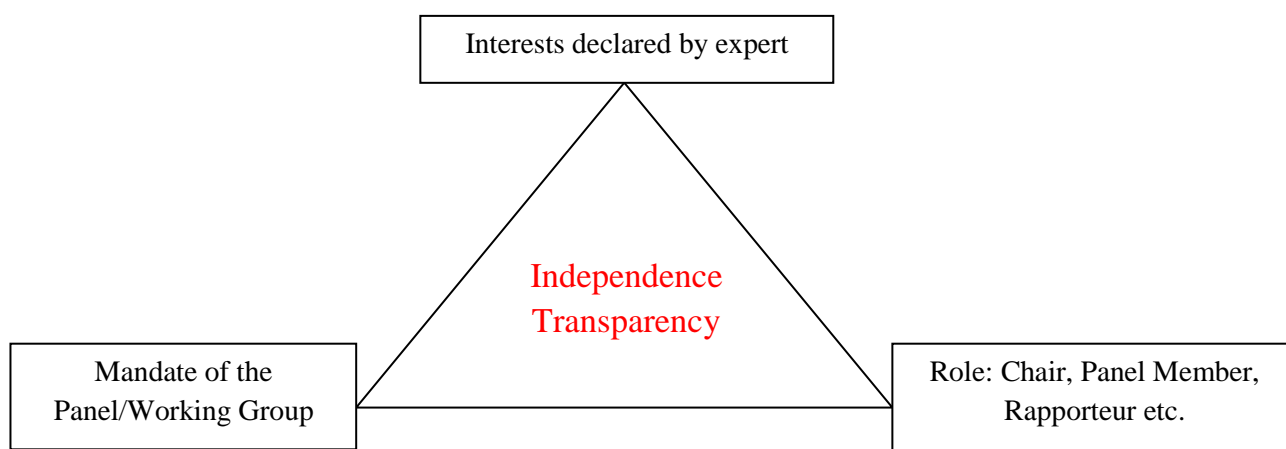 Interests declared by expert
Independence
Transparency
Mandate of the
Panel/Working Group
Role: Chair, Panel Member,
Rapporteur etc.